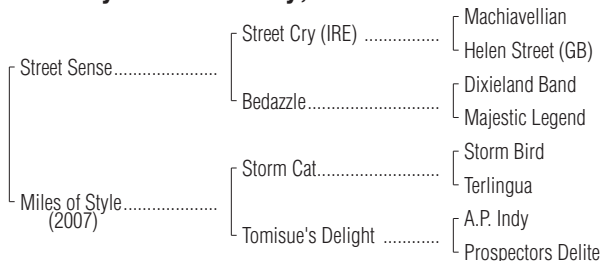 Machiavellian
Street Cry (IRE) ................
Helen Street (GB)
Street Sense......................
Dixieland Band
Bedazzle............................
Majestic Legend
Storm Bird
Storm Cat..........................
Terlingua
Miles of Style....................
(2007)
A.P. Indy
Tomisue's Delight ............
Prospectors Delite